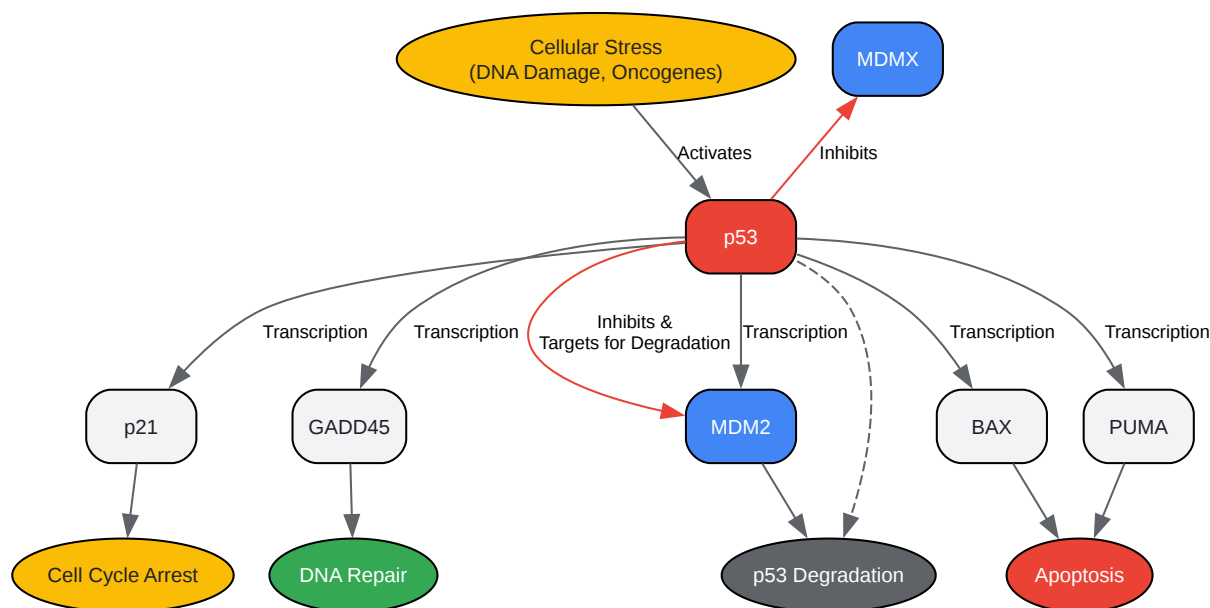 Cellular Stress
(DNA Damage, Oncogenes)
MDMX
Activates
Inhibits
p53
Transcription
Transcription
Inhibits &
Targets for Degradation
Transcription
Transcription
Transcription
p21
GADD45
MDM2
BAX
PUMA
Cell Cycle Arrest
DNA Repair
p53 Degradation
Apoptosis